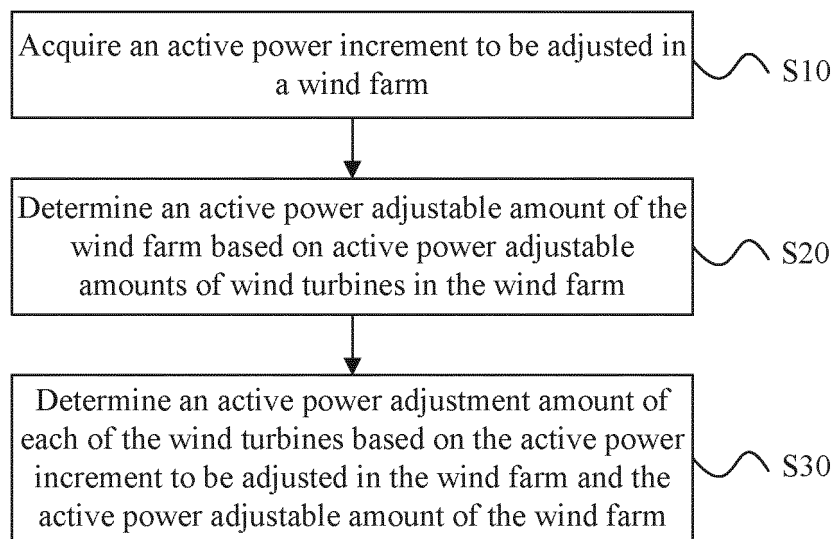 Acquire an active power increment to be adjusted in
a wind farm
S10
Determine an active power adjustable amount of the
wind farm based on active power adjustable
amounts of wind turbines in the wind farm
S20
Determine an active power adjustment amount of
each of the wind turbines based on the active power
increment to be adjusted in the wind farm and the
active power adjustable amount of the wind farm
S30